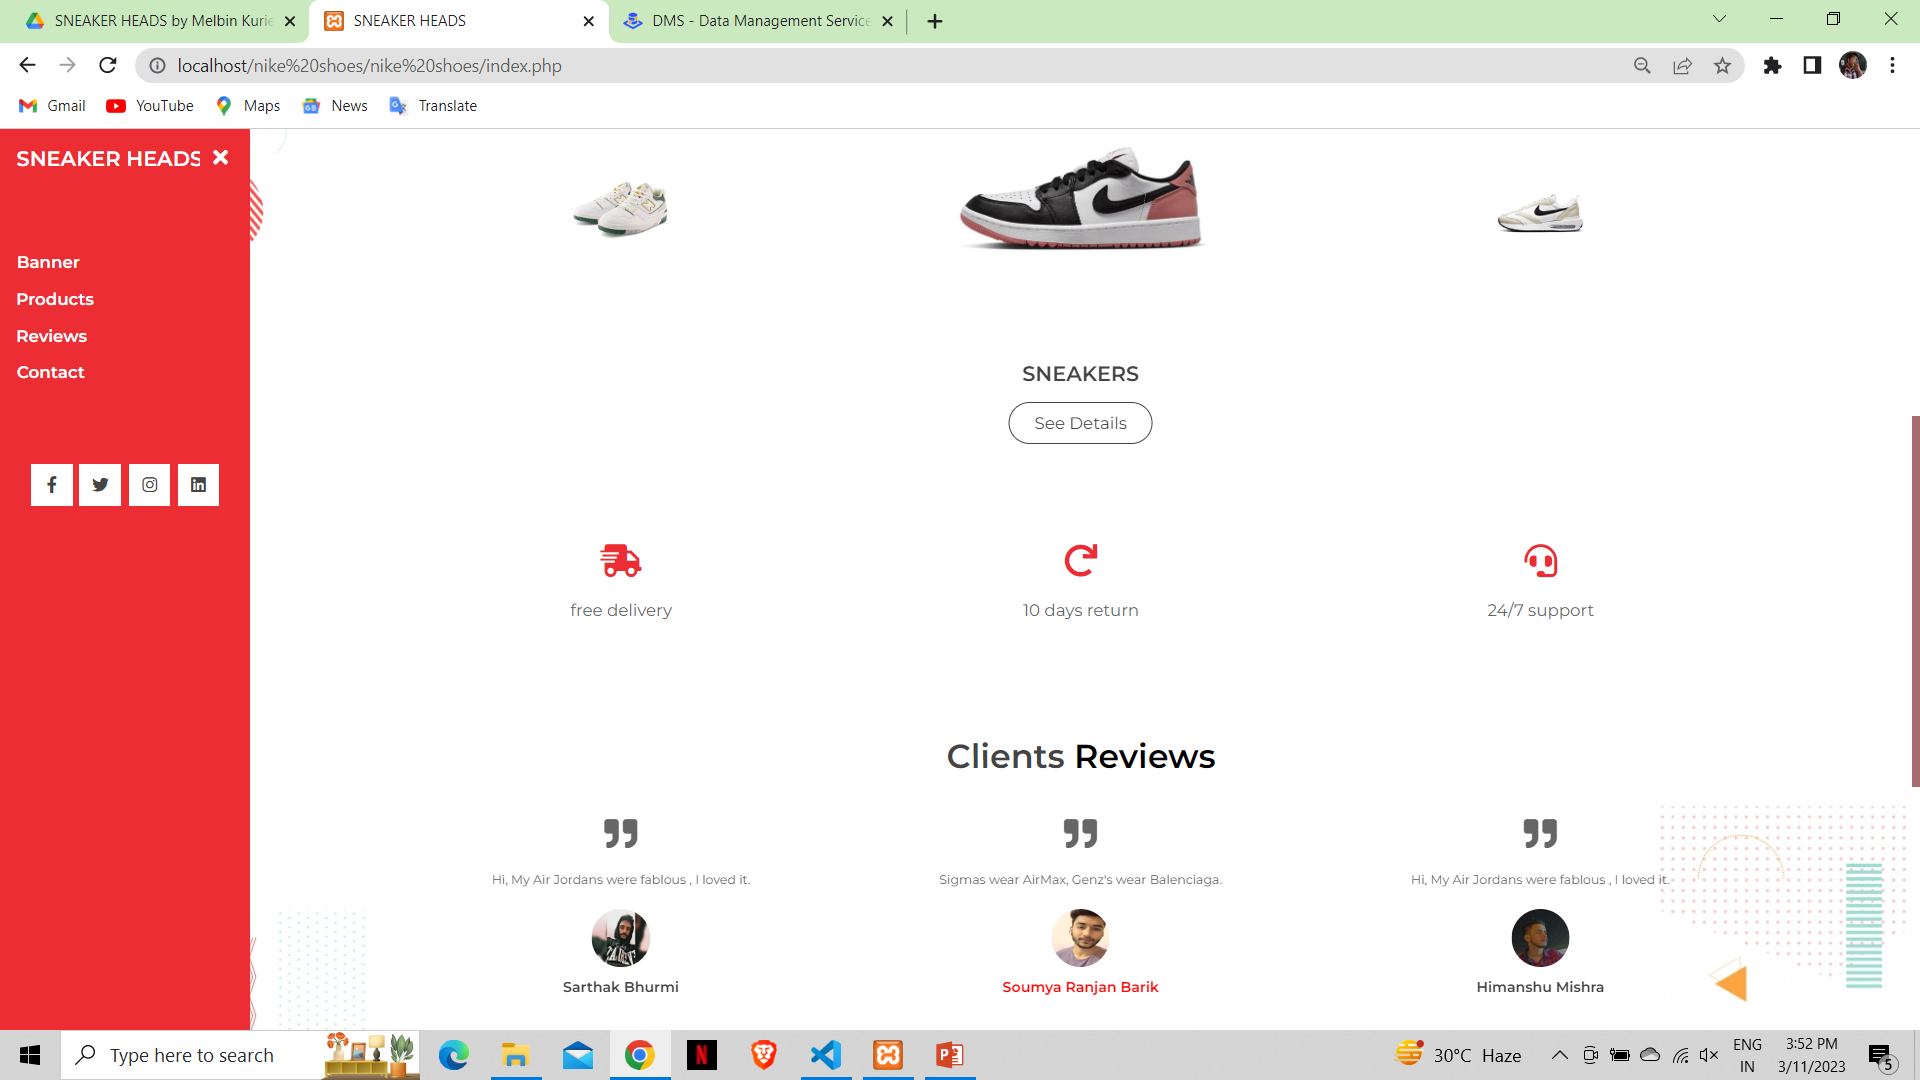 SNEAKER HEADS by Melbin Kurie
SNEAKER HEADS
DMS - Data Management Service
localhost/nike%20shoes/nike%20shoes/index.php
Gmail
YouTube
Maps
News
Translate
SNEAKER HEADS
Banner
Products
Reviews
Contact
SNEAKERS
See Details
free delivery
10 days return
24/7 support
Clients Reviews
Hi, My Air Jordans were fablous , I loved it.
Sigmas wear AirMax, Genz's wear Balenciaga.
Hi, My Air Jordans were fablous , I loved it.
Sarthak Bhurmi
Soumya Ranjan Barik
Himanshu Mishra
Type here to search
30°C Haze
ENG
IN
3:52 PM
3/11/2023
5